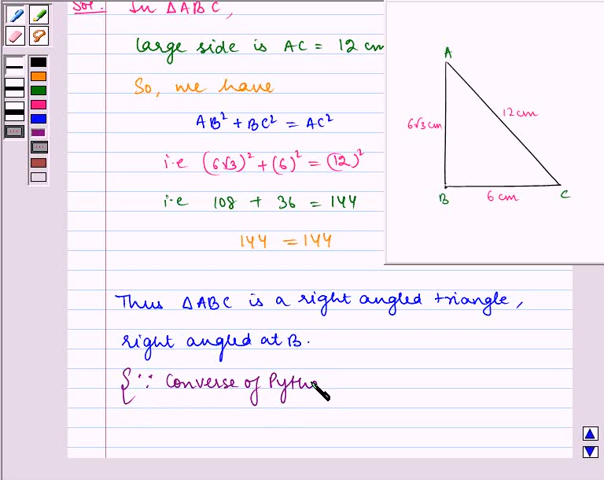 Sol. In ΔABC,
large side is AC = 12 cm
So, we have
AB² + BC² = AC²
i.e (6√3)² + (6)² = (12)²
i.e 108 + 36 = 144
144 = 144
Thus ΔABC is a right angled triangle,
right angled at B.
{∵ Converse of Pyth
A
6√3 cm
12 cm
B
6 cm
C